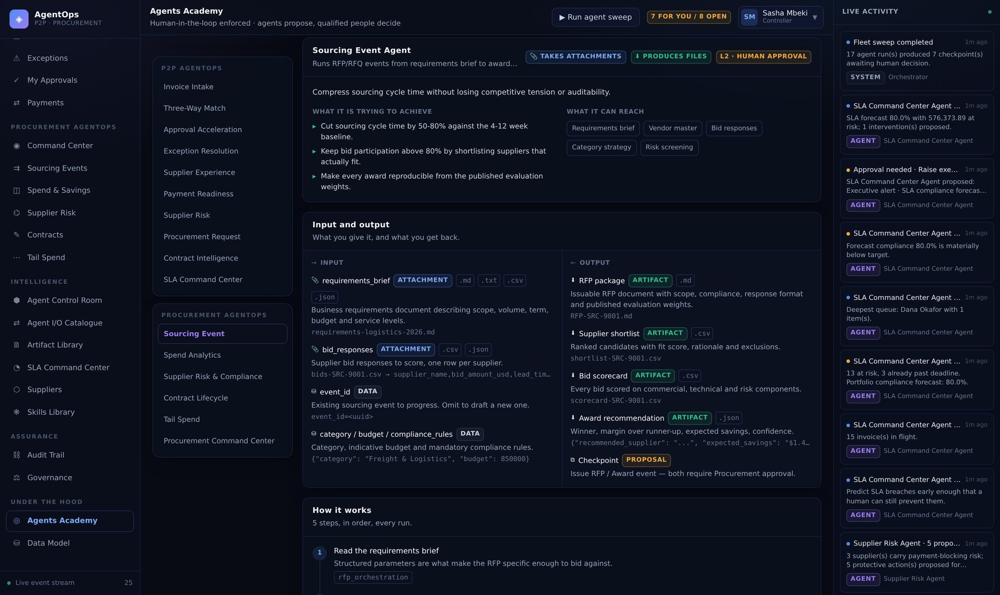 AgentOps
P2P · PROCUREMENT
Exceptions
My Approvals
Payments
PROCUREMENT AGENTOPS
Command Center
Sourcing Events
Spend & Savings
Supplier Risk
Contracts
Tail Spend
INTELLIGENCE
Agent Control Room
Agent I/O Catalogue
Artifact Library
SLA Command Center
Suppliers
Skills Library
ASSURANCE
Audit Trail
Governance
UNDER THE HOOD
Agents Academy
Data Model
Live event stream 25
Agents Academy
Human-in-the-loop enforced · agents propose, qualified people decide
▶ Run agent sweep
7 FOR YOU / 8 OPEN
SM
Sasha Mbeki
Controller
P2P AGENTOPS
Invoice Intake
Three-Way Match
Approval Acceleration
Exception Resolution
Supplier Experience
Payment Readiness
Supplier Risk
Procurement Request
Contract Intelligence
SLA Command Center
PROCUREMENT AGENTOPS
Sourcing Event
Spend Analytics
Supplier Risk & Compliance
Contract Lifecycle
Tail Spend
Procurement Command Center
Sourcing Event Agent
Runs RFP/RFQ events from requirements brief to award…
TAKES ATTACHMENTS
PRODUCES FILES
L2 · HUMAN APPROVAL
Compress sourcing cycle time without losing competitive tension or auditability.
WHAT IT IS TRYING TO ACHIEVE
Cut sourcing cycle time by 50-80% against the 4-12 week
baseline.
Keep bid participation above 80% by shortlisting suppliers that
actually fit.
Make every award reproducible from the published evaluation
weights.
WHAT IT CAN REACH
Requirements brief
Vendor master
Bid responses
Category strategy
Risk screening
Input and output
What you give it, and what you get back.
→ INPUT
requirements_brief ATTACHMENT .md .txt .csv
.json
Business requirements document describing scope, volume, term,
budget and service levels.
requirements-logistics-2026.md
bid_responses ATTACHMENT .csv .json
Supplier bid responses to score, one row per supplier.
bids-SRC-9001.csv → supplier_name,bid_amount_usd,lead_tim…
event_id DATA
Existing sourcing event to progress. Omit to draft a new one.
event_id=<uuid>
category / budget / compliance_rules DATA
Category, indicative budget and mandatory compliance rules.
{"category": "Freight & Logistics", "budget": 850000}
← OUTPUT
RFP package ARTIFACT .md
Issuable RFP document with scope, compliance, response format
and published evaluation weights.
RFP-SRC-9001.md
Supplier shortlist ARTIFACT .csv
Ranked candidates with fit score, rationale and exclusions.
shortlist-SRC-9001.csv
Bid scorecard ARTIFACT .csv
Every bid scored on commercial, technical and risk components.
scorecard-SRC-9001.csv
Award recommendation ARTIFACT .json
Winner, margin over runner-up, expected savings, confidence.
{"recommended_supplier": "...", "expected_savings": "$1.4…
Checkpoint PROPOSAL
Issue RFP / Award event — both require Procurement approval.
How it works
5 steps, in order, every run.
1
Read the requirements brief
Structured parameters are what make the RFP specific enough to bid against.
rfp_orchestration
LIVE ACTIVITY
Fleet sweep completed 1m ago
17 agent run(s) produced 7 checkpoint(s)
awaiting human decision.
SYSTEM Orchestrator
SLA Command Center Agent … 1m ago
SLA forecast 80.0% with 576,373.89 at
risk; 1 intervention(s) proposed.
AGENT SLA Command Center Agent
Approval needed · Raise exe… 1m ago
SLA Command Center Agent proposed:
Executive alert · SLA compliance forecas…
AGENT SLA Command Center Agent
SLA Command Center Agent … 1m ago
Forecast compliance 80.0% is materially
below target.
AGENT SLA Command Center Agent
SLA Command Center Agent … 1m ago
Deepest queue: Dana Okafor with 1
item(s).
AGENT SLA Command Center Agent
SLA Command Center Agent … 1m ago
13 at risk, 3 already past deadline.
Portfolio compliance forecast: 80.0%.
AGENT SLA Command Center Agent
SLA Command Center Agent … 1m ago
15 invoice(s) in flight.
AGENT SLA Command Center Agent
SLA Command Center Agent … 1m ago
Predict SLA breaches early enough that a
human can still prevent them.
AGENT SLA Command Center Agent
Supplier Risk Agent · 5 propo… 1m ago
3 supplier(s) carry payment-blocking risk;
5 protective action(s) proposed for…
AGENT Supplier Risk Agent